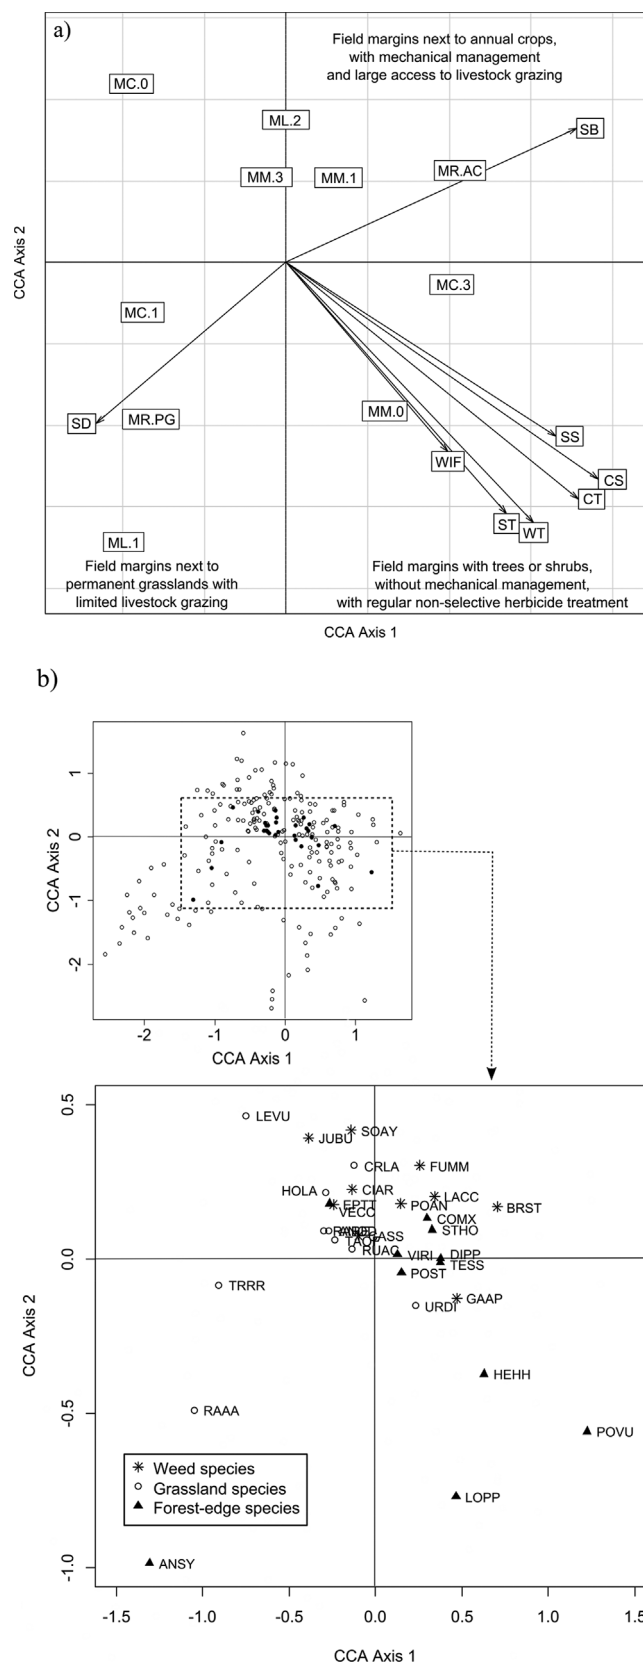 a)
Field margins next to annual crops,
with mechanical management
and large access to livestock grazing
MC.0
ML.2
SB
MM.3
MM.1
MR.AC
CCA Axis 2
MC.3
MC.1
MM.0
SD
MR.PG
SS
WIF
CS
CT
ST
WT
ML.1
Field margins next to
permanent grasslands with
limited livestock grazing
Field margins with trees or shrubs,
without mechanical management,
with regular non-selective herbicide treatment
CCA Axis 1
b)
CCA Axis 2
1
0
-1
-2
-2
-1
0
1
CCA Axis 1
CCA Axis 2
0.5
0.0
-0.5
-1.0
LEVU
SOAY
JUBU
CRLA
FUMM
HOLA
CIAR
LACC
EPTT
POAN
BRST
VECC
COMX
STHO
LASS
TAO
RUAC
VIRI
DIPP
TESS
POST
TRRR
GAAP
URDI
HEHH
RAAA
POVU
LOPP
ANSY
Weed species
Grassland species
Forest-edge species
-1.5
-1.0
-0.5
0.0
0.5
1.0
1.5
CCA Axis 1